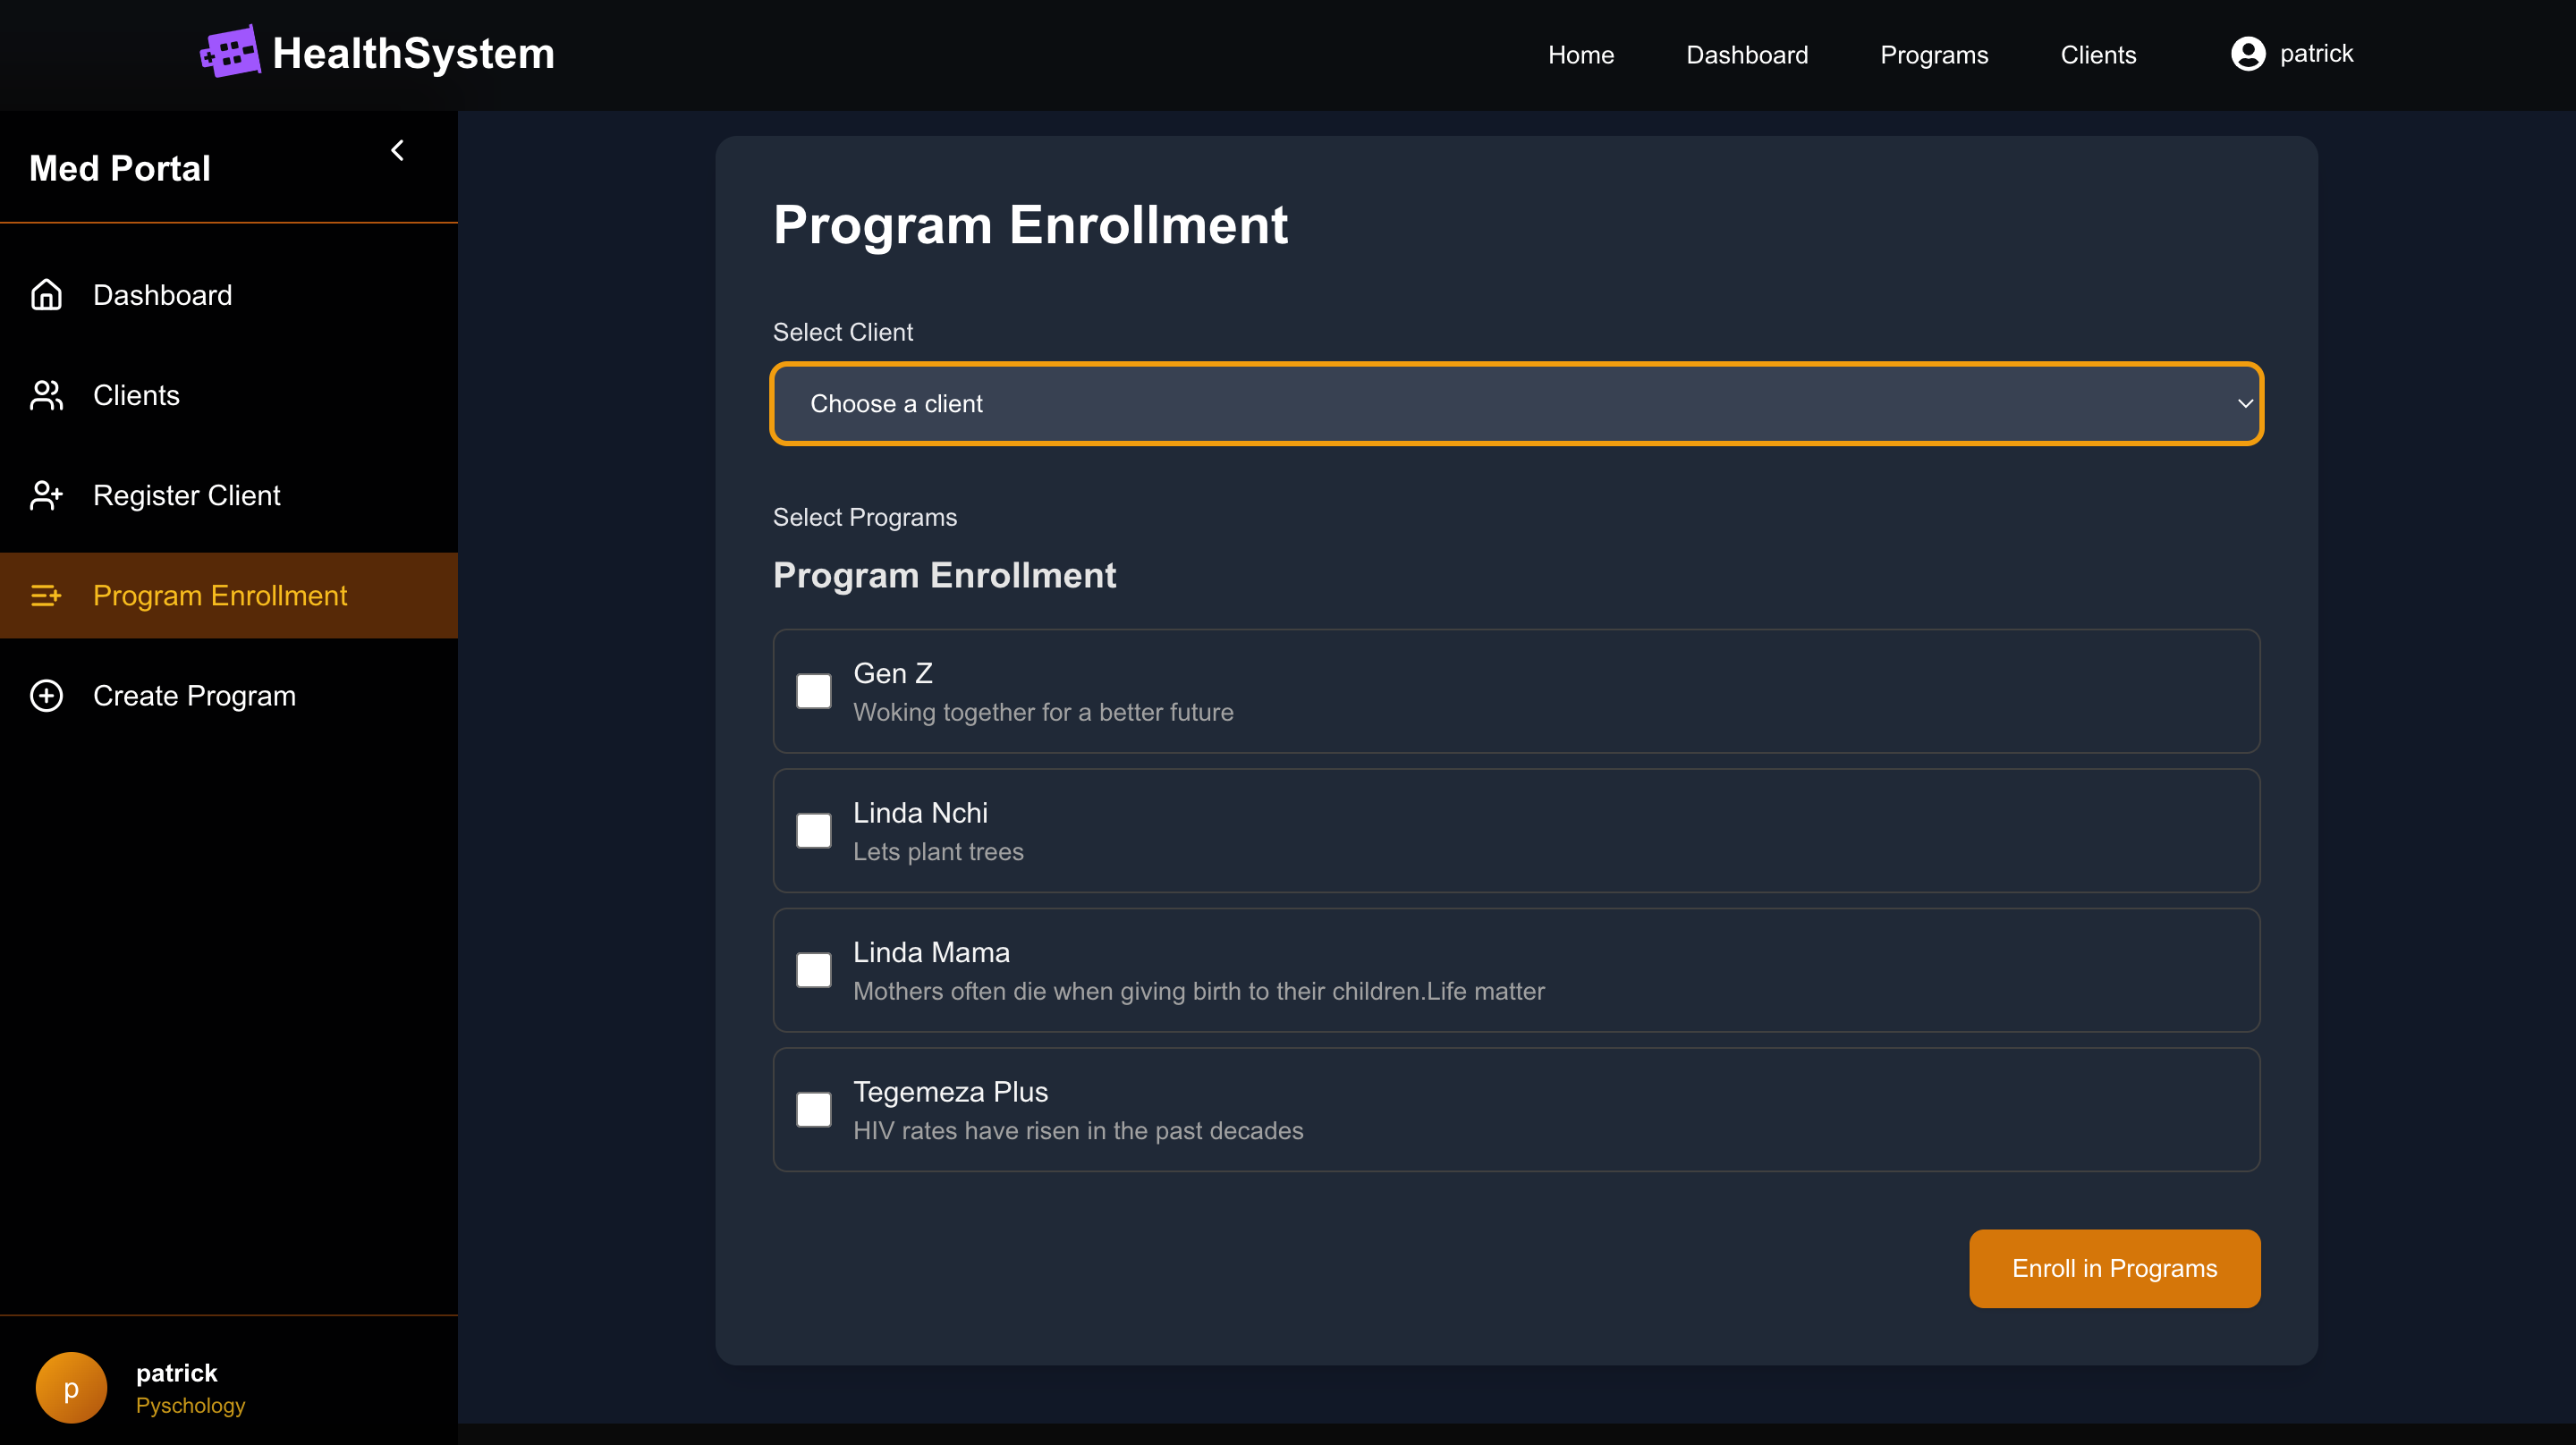 HealthSystem
Home
Dashboard
Programs
Clients
patrick
Med Portal
Dashboard
Clients
Register Client
Program Enrollment
Create Program
p
patrick
Pyschology
Program Enrollment
Select Client
Choose a client
Select Programs
Program Enrollment
Gen Z
Woking together for a better future
Linda Nchi
Lets plant trees
Linda Mama
Mothers often die when giving birth to their children.Life matter
Tegemeza Plus
HIV rates have risen in the past decades
Enroll in Programs